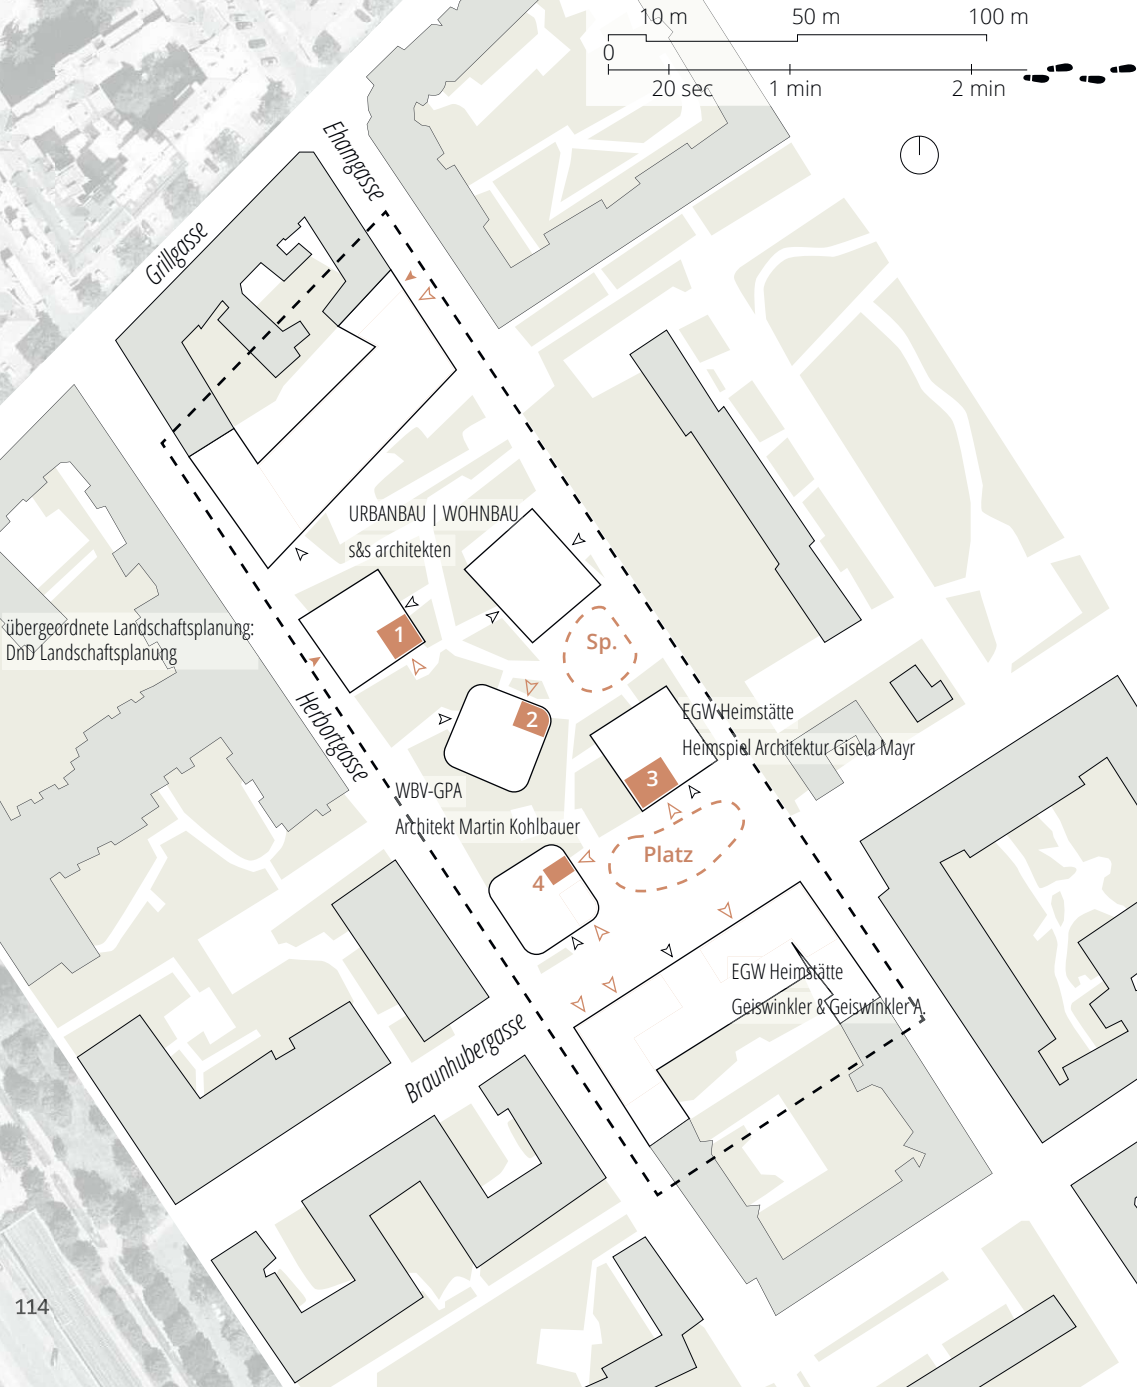 10 m 50 m 100 m
0
20 sec 1 min 2 min
Ehamgasse
Grillgasse
URBANBAU | WOHNBAU
s&s architekten
übergeordnete Landschaftsplanung:
DnD Landschaftsplanung
1
Sp.
Herbortgasse
2
EGW Heimstätte
Heimspiel Architektur Gisela Mayr
3
WBV-GPA
Architekt Martin Kohlbauer
Platz
4
EGW Heimstätte
Geiswinkler & Geiswinkler A.
Braunhubergasse
114